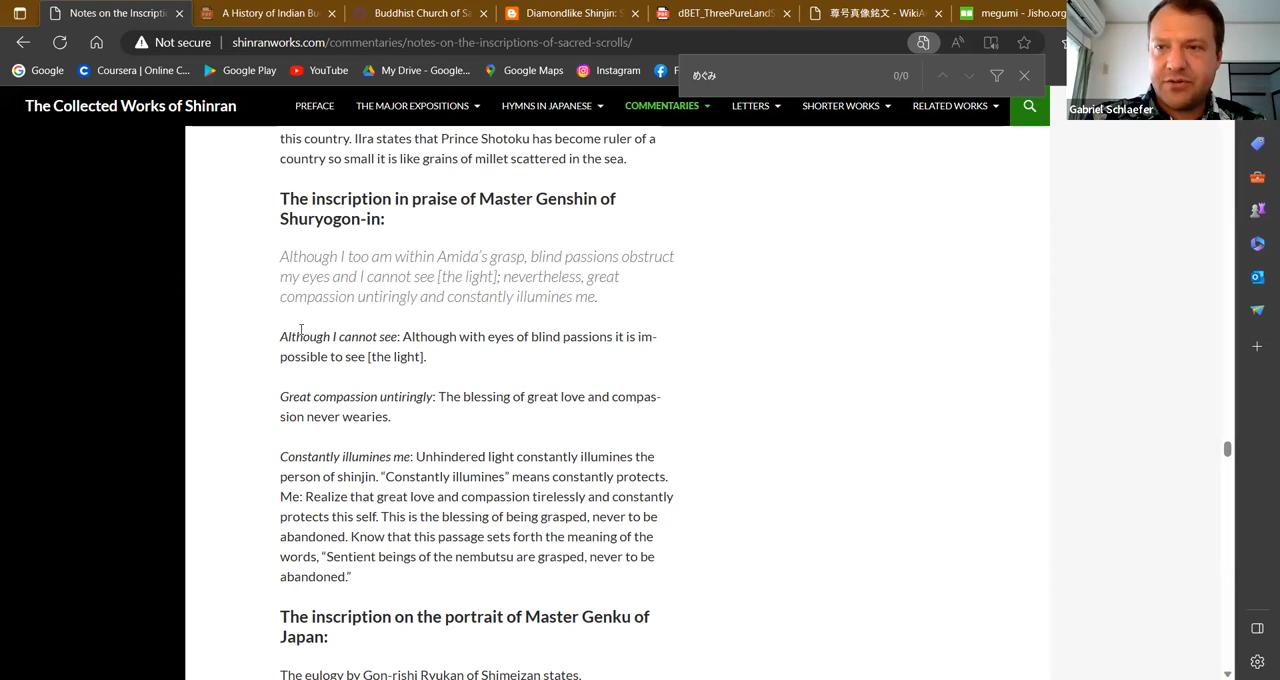 Notes on the Inscripti
A History of Indian Bu
Buddhist Church of Sa
Diamondlike Shinjin: S
dBET_ThreePureLandS
尊号真像銘文 - WikiA
megumi - Jisho.org
Not secure
shinranworks.com/commentaries/notes-on-the-inscriptions-of-sacred-scrolls/
Google
Coursera | Online C...
Google Play
YouTube
My Drive - Google...
Google Maps
Instagram
めぐみ
0/0
Gabriel Schlaefer
The Collected Works of Shinran
PREFACE
THE MAJOR EXPOSITIONS
HYMNS IN JAPANESE
COMMENTARIES
LETTERS
SHORTER WORKS
RELATED WORKS
this country. IIra states that Prince Shotoku has become ruler of a
country so small it is like grains of millet scattered in the sea.
The inscription in praise of Master Genshin of
Shuryogon-in:
Although I too am within Amida's grasp, blind passions obstruct
my eyes and I cannot see [the light]; nevertheless, great
compassion untiringly and constantly illumines me.
Although I cannot see: Although with eyes of blind passions it is im-
possible to see [the light].
Great compassion untiringly: The blessing of great love and compas-
sion never wearies.
Constantly illumines me: Unhindered light constantly illumines the
person of shinjin. “Constantly illumines” means constantly protects.
Me: Realize that great love and compassion tirelessly and constantly
protects this self. This is the blessing of being grasped, never to be
abandoned. Know that this passage sets forth the meaning of the
words, “Sentient beings of the nembutsu are grasped, never to be
abandoned.”
The inscription on the portrait of Master Genku of
Japan:
The eulogy by Gon-rishi Ryukan of Shimeizan states.